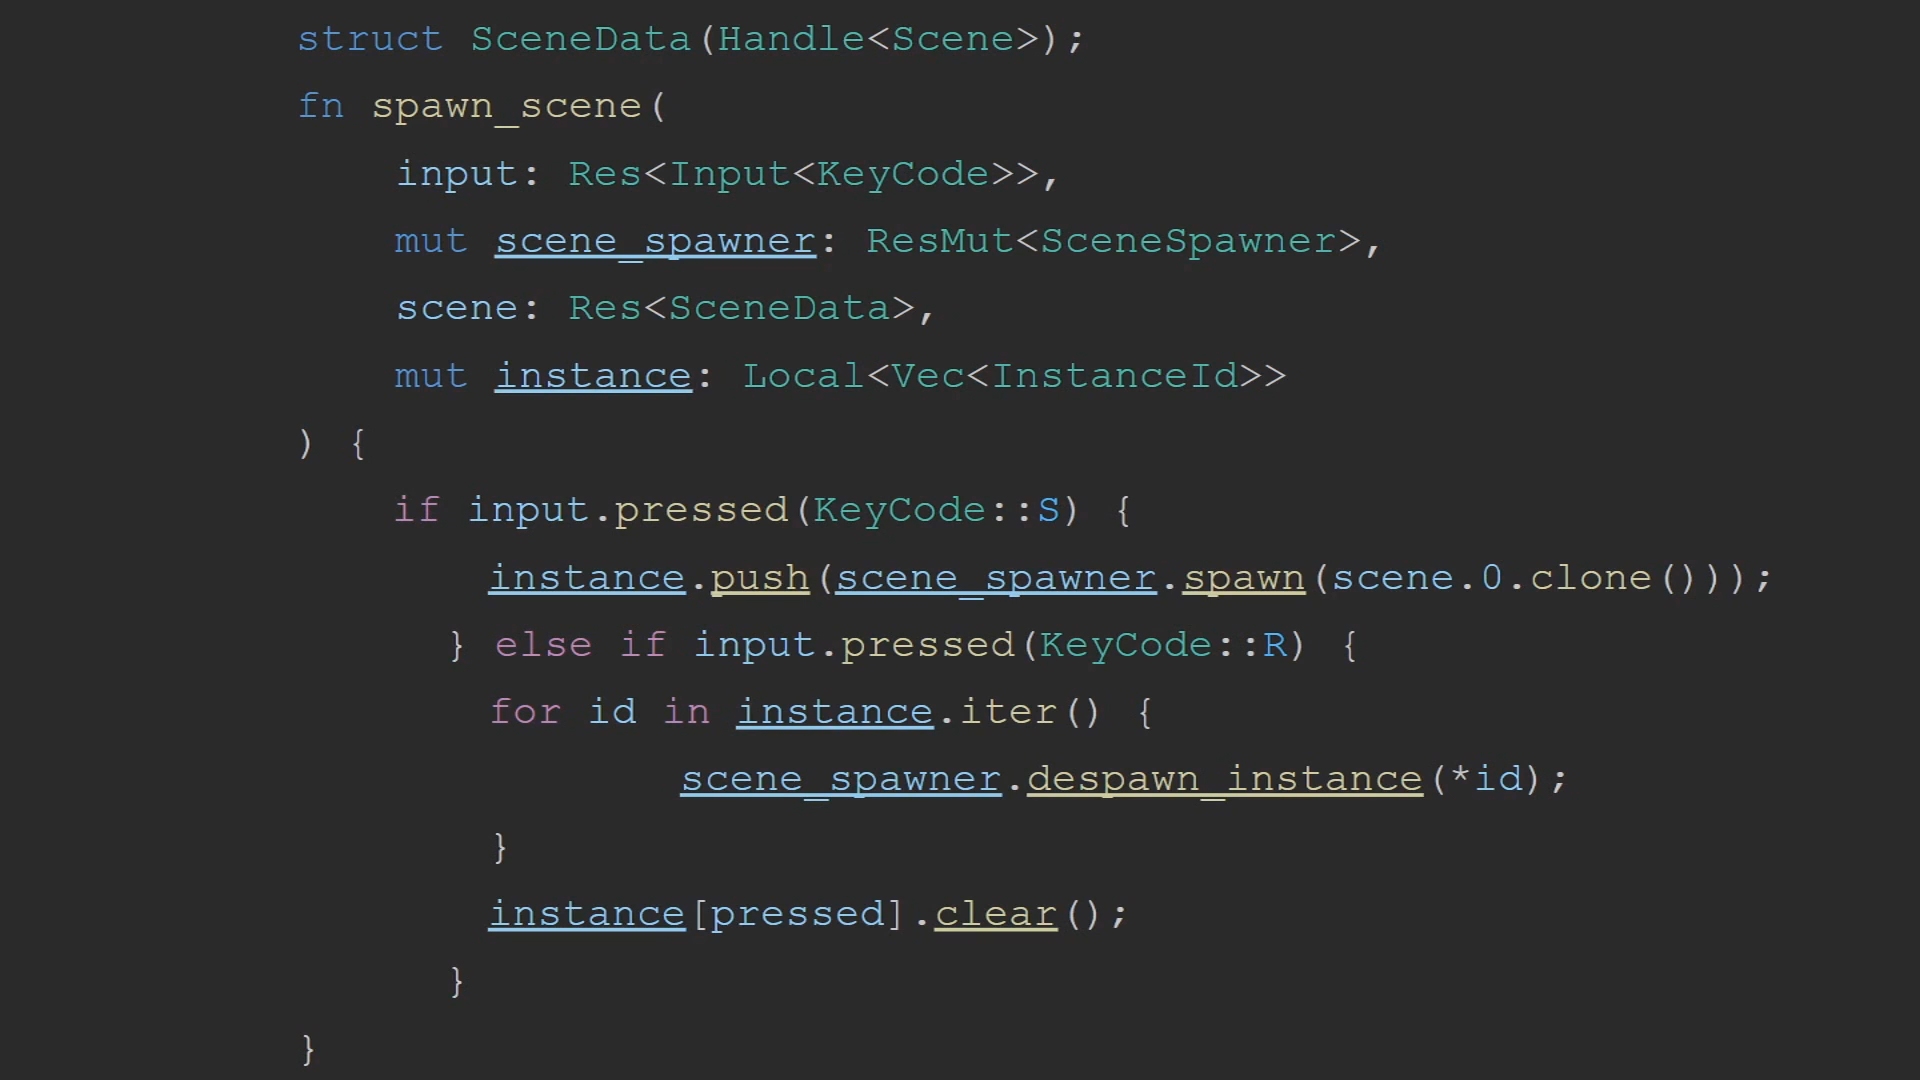 struct SceneData(Handle<Scene>);
fn spawn_scene(
input: Res<Input<KeyCode>>,
mut scene_spawner: ResMut<SceneSpawner>,
scene: Res<SceneData>,
mut instance: Local<Vec<InstanceId>>
) {
if input.pressed(KeyCode::S) {
instance.push(scene_spawner.spawn(scene.0.clone()));
} else if input.pressed(KeyCode::R) {
for id in instance.iter() {
scene_spawner.despawn_instance(*id);
}
instance[pressed].clear();
}
}